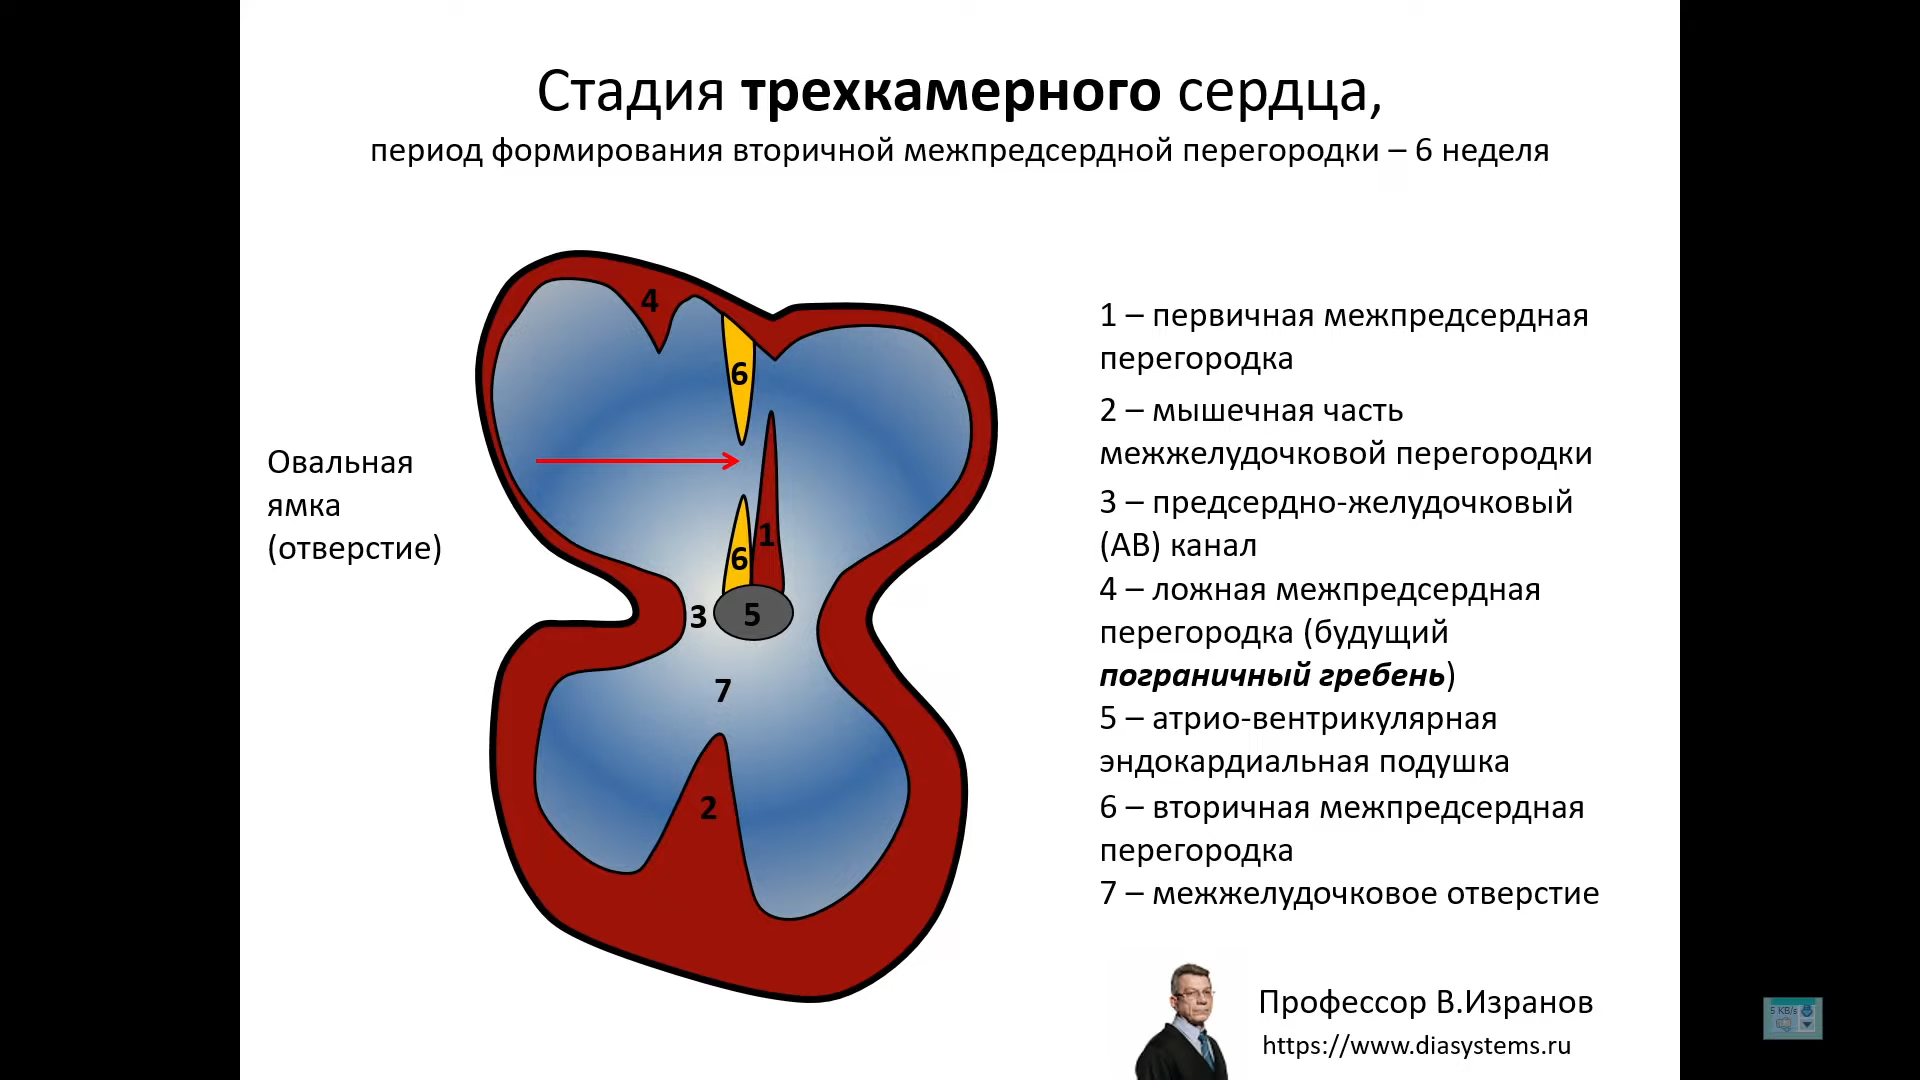 Стадия трехкамерного сердца,
период формирования вторичной межпредсердной перегородки – 6 неделя
Овальная
ямка
(отверстие)
4
6
1
6
3
5
7
2
1 – первичная межпредсердная
перегородка
2 – мышечная часть
межжелудочковой перегородки
3 – предсердно-желудочковый
(АВ) канал
4 – ложная межпредсердная
перегородка (будущий
пограничный гребень)
5 – атрио-вентрикулярная
эндокардиальная подушка
6 – вторичная межпредсердная
перегородка
7 – межжелудочковое отверстие
Профессор В.Изранов
https://www.diasystems.ru
5 KB/s